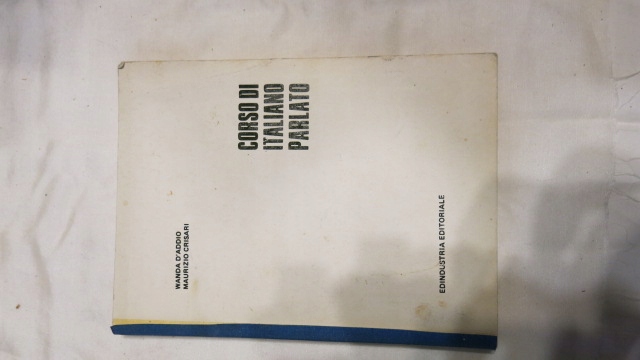 WANDA D'ADDIO
MAURIZIO CRISARI
CORSO DI
ITALIANO
PARLATO
EDINDUSTRIA EDITORIALE